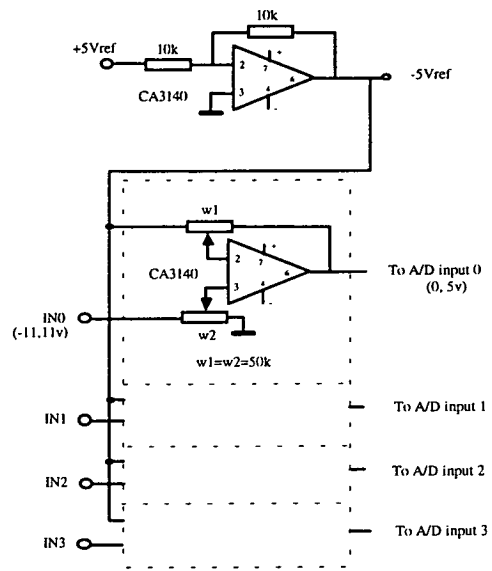 10k
+5Vref
10k
2
7
+
6
-5Vref
CA3140
3
4
-
w1
2
7
+
CA3140
6
To A/D input 0
(0, 5v)
3
4
-
IN0
(-11,11v)
w2
w1=w2=50k
To A/D input 1
IN1
To A/D input 2
IN2
To A/D input 3
IN3